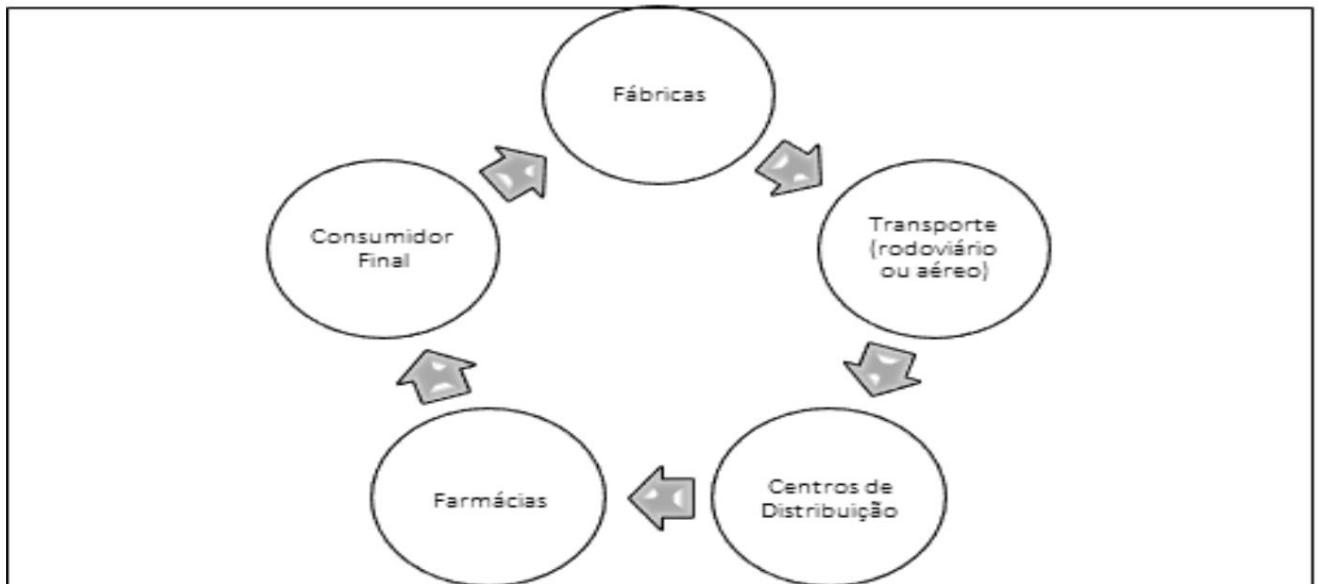 Fábricas
Transporte
(rodoviário
ou aéreo)
Centros de
Distribuição
Farmácias
Consumidor
Final